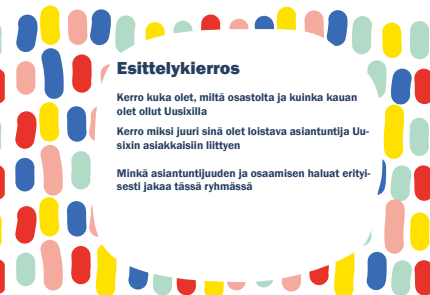 Esittelykierros
Kerro kuka olet, miltä osastolta ja kuinka kauan
olet ollut Uusixilla
Kerro miksi juuri sinä olet loistava asiantuntija Uu-
sixin asiakkaisiin liittyen
Minkä asiantuntijuuden ja osaamisen haluat erityi-
sesti jakaa tässä ryhmässä